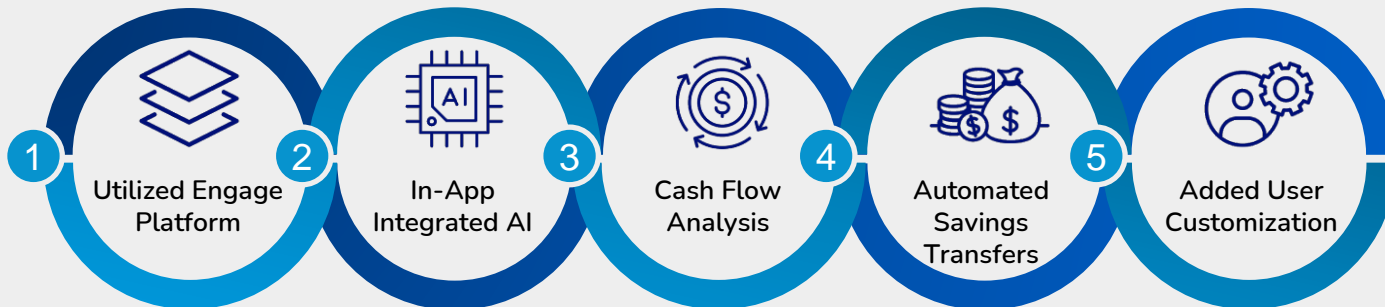 1
Utilized Engage
Platform
2
AI
In-App
Integrated AI
3
$
Cash Flow
Analysis
4
$
$
Automated
Savings
Transfers
5
Added User
Customization